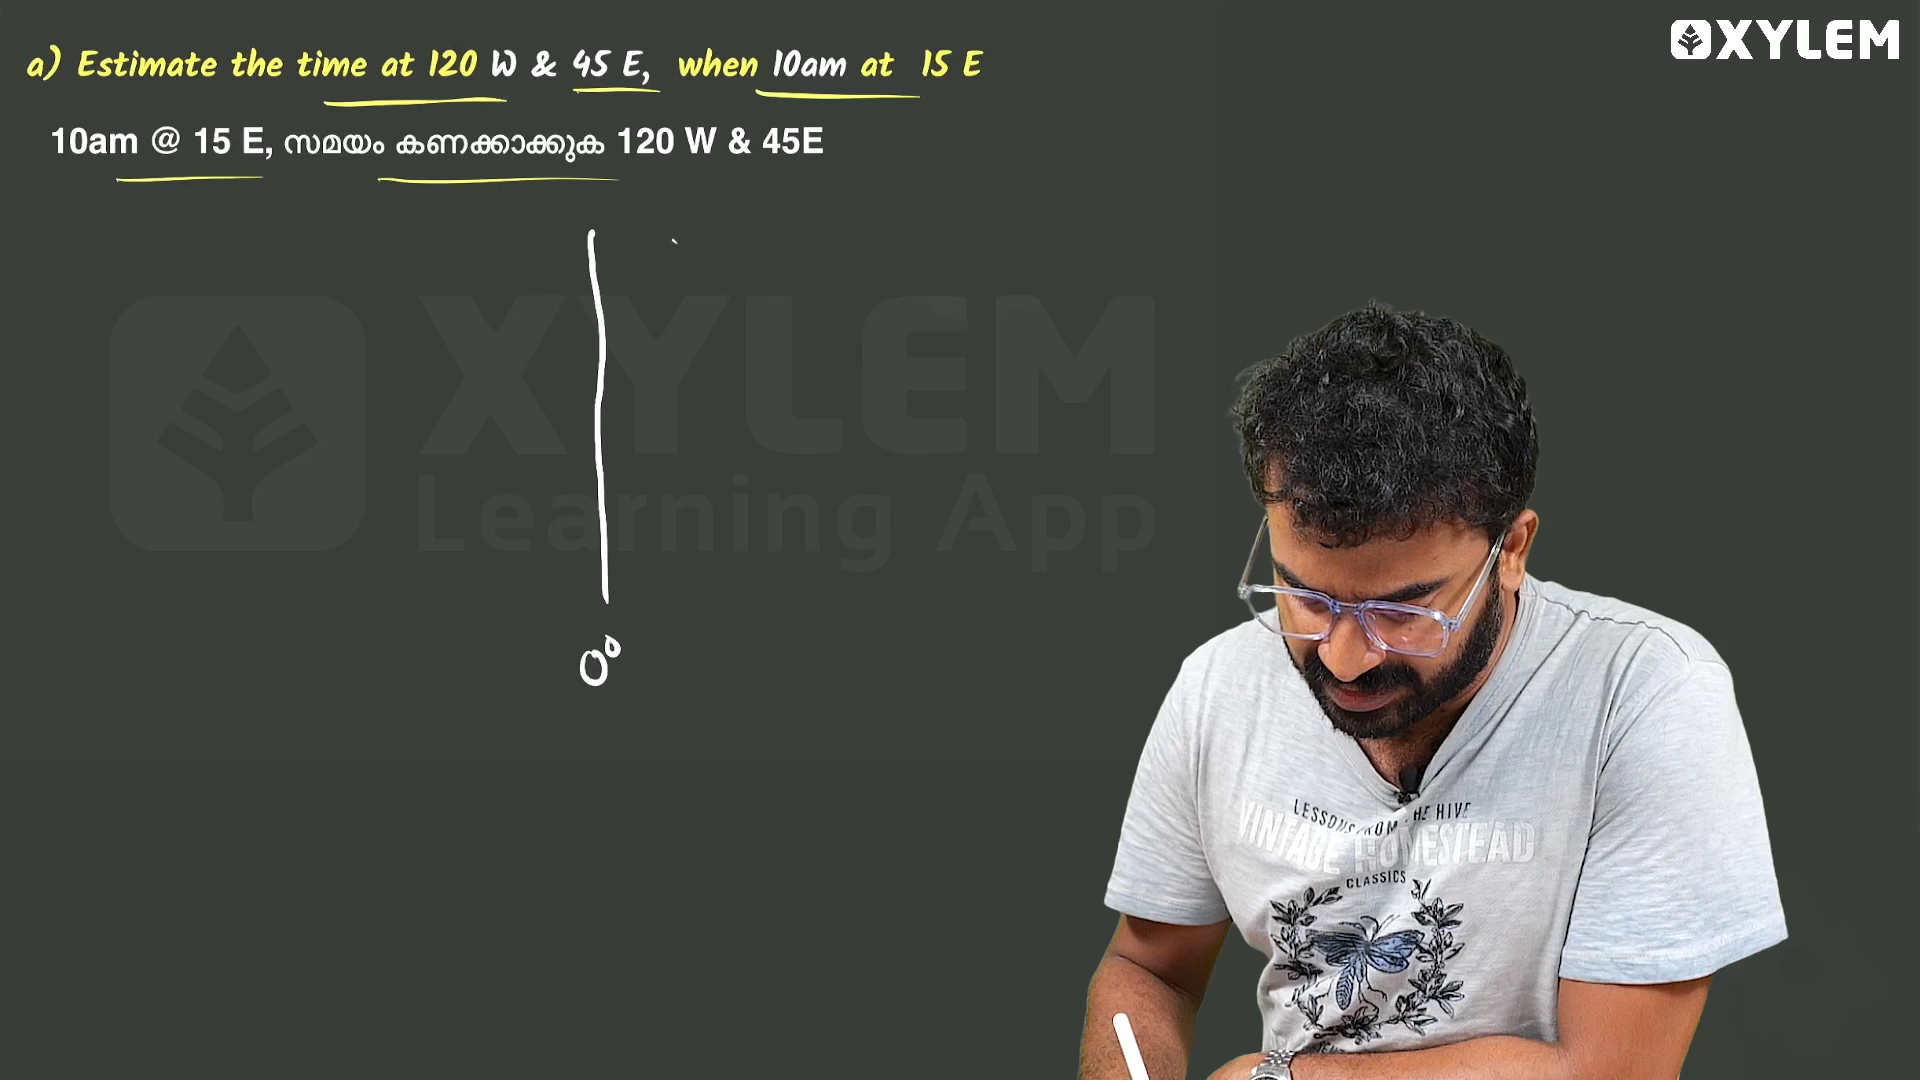 XYLEM
a) Estimate the time at 120 W & 45 E, when 10am at 15 E
10am @ 15 E, സമയം കണക്കാക്കുക 120 W & 45E
XYLEM
Learning App
0°
LESSONS FROM THE HIVE
VINTAGE HOMESTEAD
CLASSICS